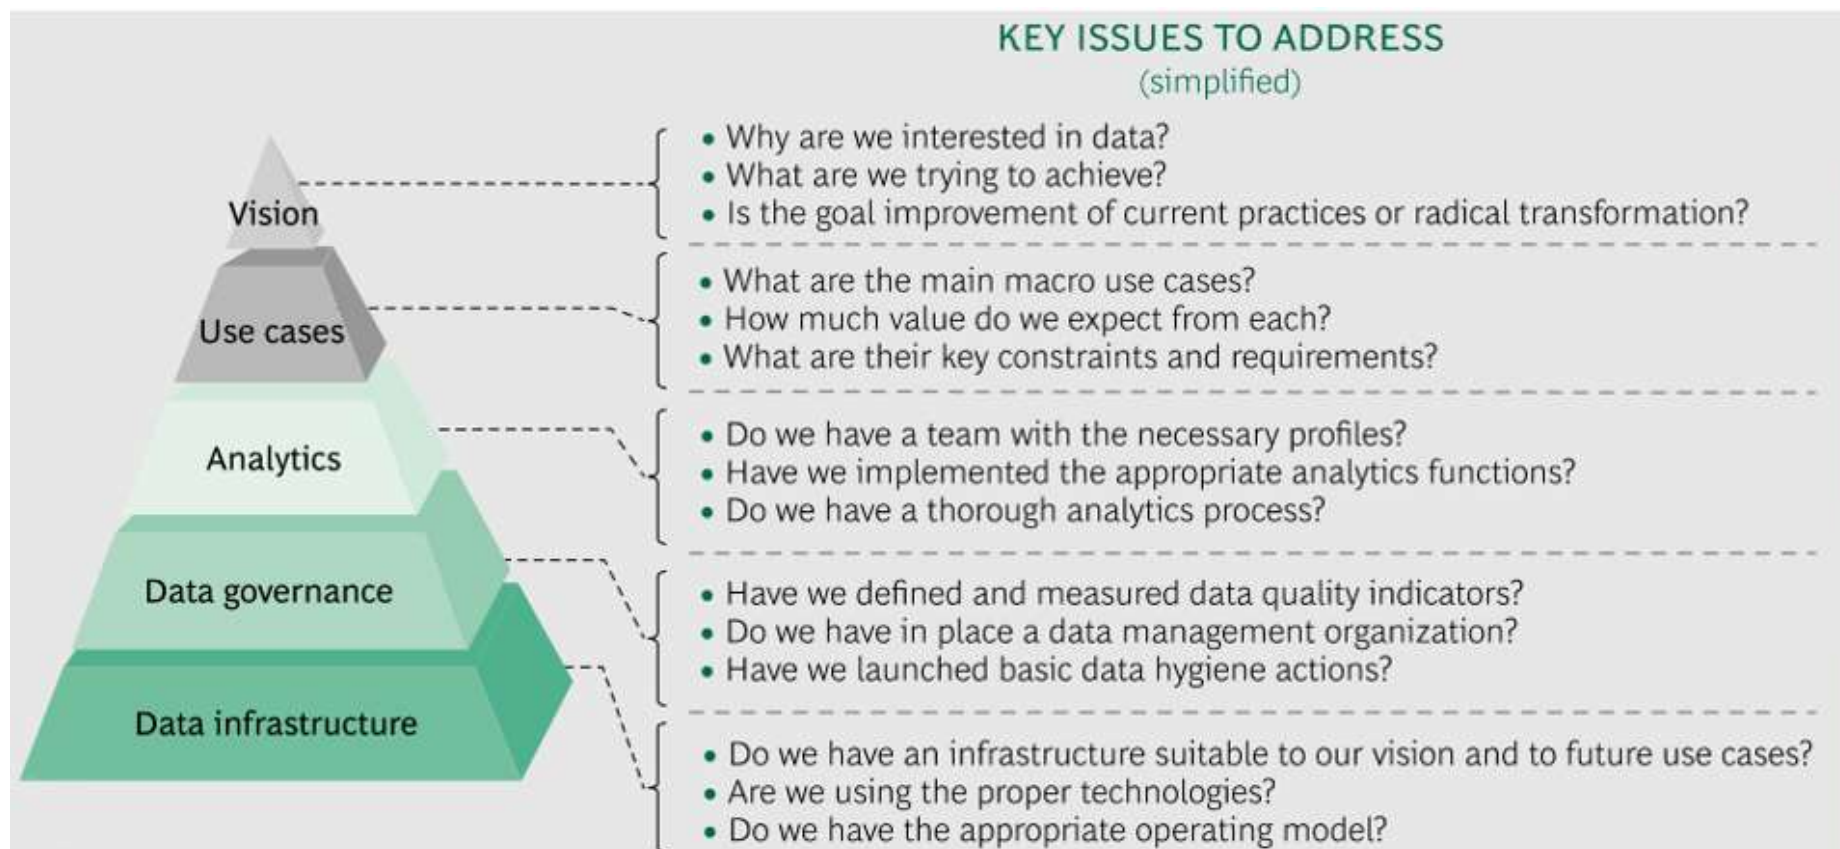 KEY ISSUES TO ADDRESS
(simplified)
Vision
• Why are we interested in data?
• What are we trying to achieve?
• Is the goal improvement of current practices or radical transformation?
Use cases
• What are the main macro use cases?
• How much value do we expect from each?
• What are their key constraints and requirements?
Analytics
• Do we have a team with the necessary profiles?
• Have we implemented the appropriate analytics functions?
• Do we have a thorough analytics process?
Data governance
• Have we defined and measured data quality indicators?
• Do we have in place a data management organization?
• Have we launched basic data hygiene actions?
Data infrastructure
• Do we have an infrastructure suitable to our vision and to future use cases?
• Are we using the proper technologies?
• Do we have the appropriate operating model?